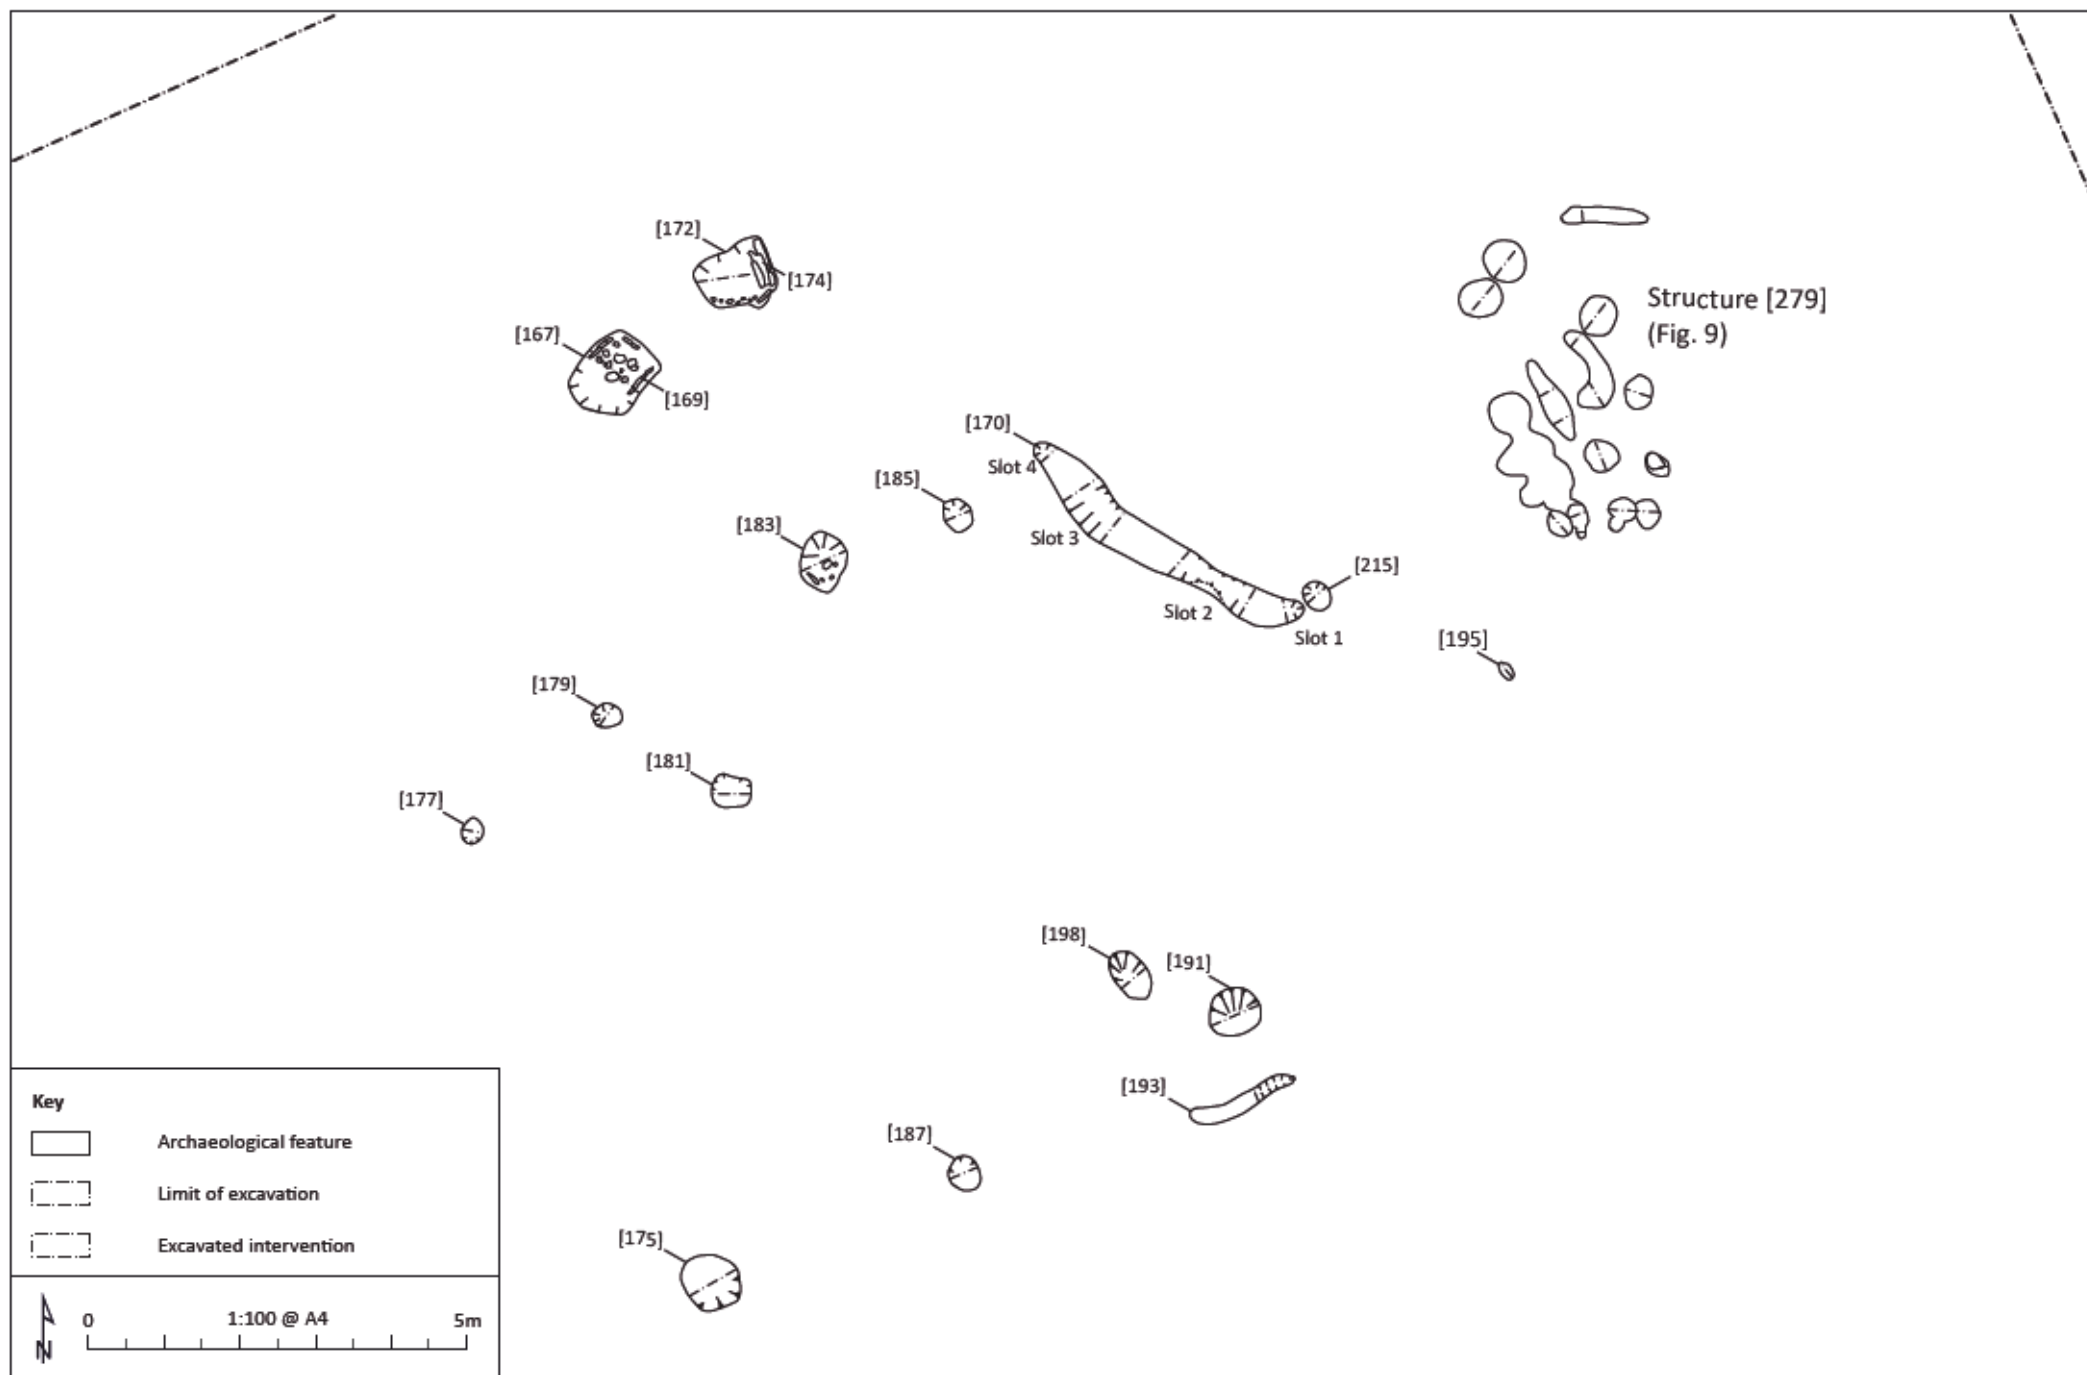 [172]
[174]
Structure [279]
(Fig. 9)
[167]
[169]
[170]
Slot 4
[185]
[183]
Slot 3
[215]
Slot 2
Slot 1
[195]
[179]
[181]
[177]
[198]
[191]
[193]
[187]
[175]
Key
Archaeological feature
Limit of excavation
Excavated intervention
N
0 1:100 @ A4 5m